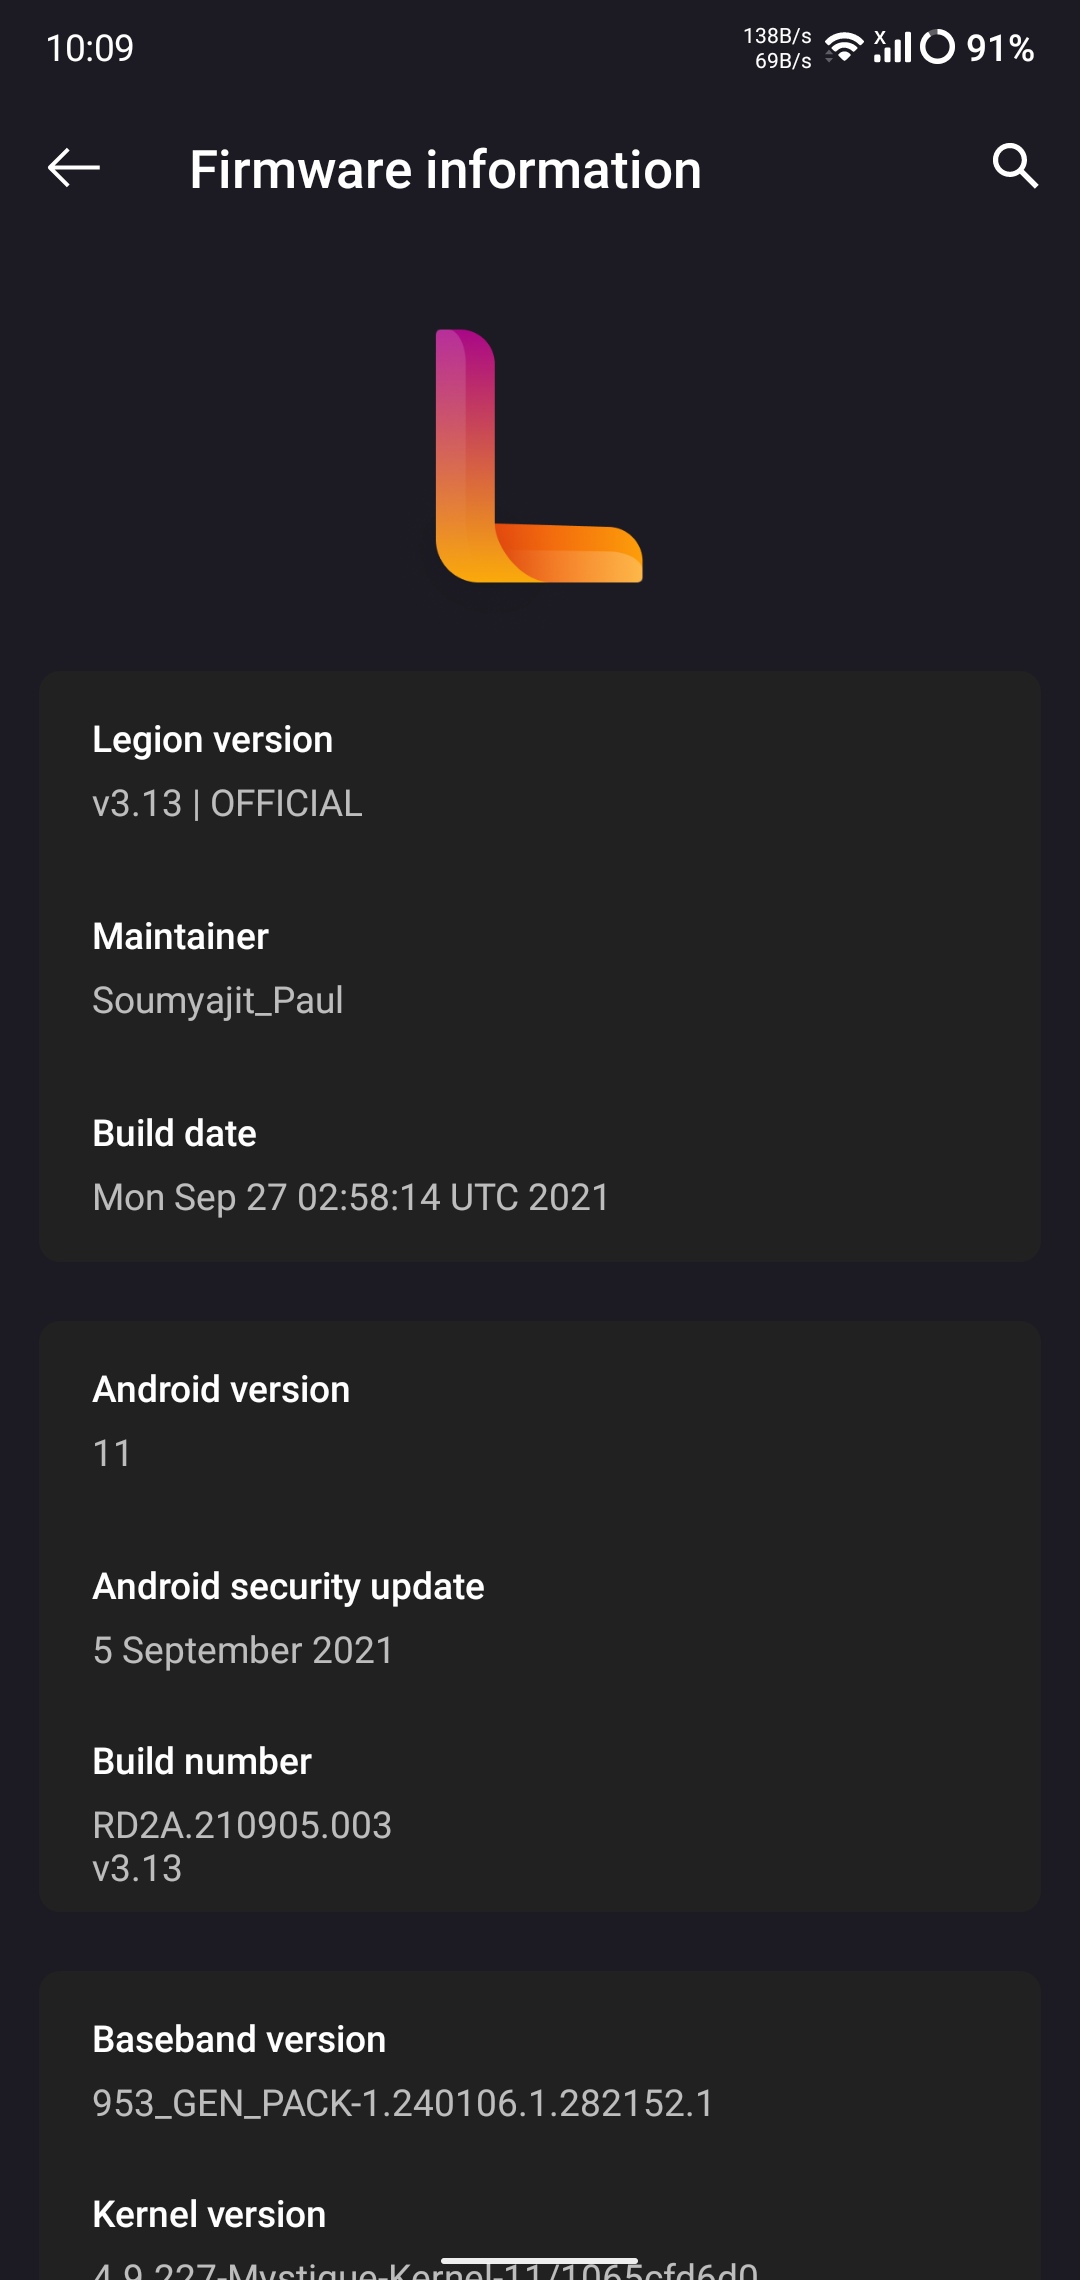 10:09
138B/s
69B/s
x
91%
Firmware information
Legion version
v3.13 | OFFICIAL
Maintainer
Soumyajit_Paul
Build date
Mon Sep 27 02:58:14 UTC 2021
Android version
11
Android security update
5 September 2021
Build number
RD2A.210905.003
v3.13
Baseband version
953_GEN_PACK-1.240106.1.282152.1
Kernel version
4.9.227-Mystique-Kernel-11/1065cfd6d0